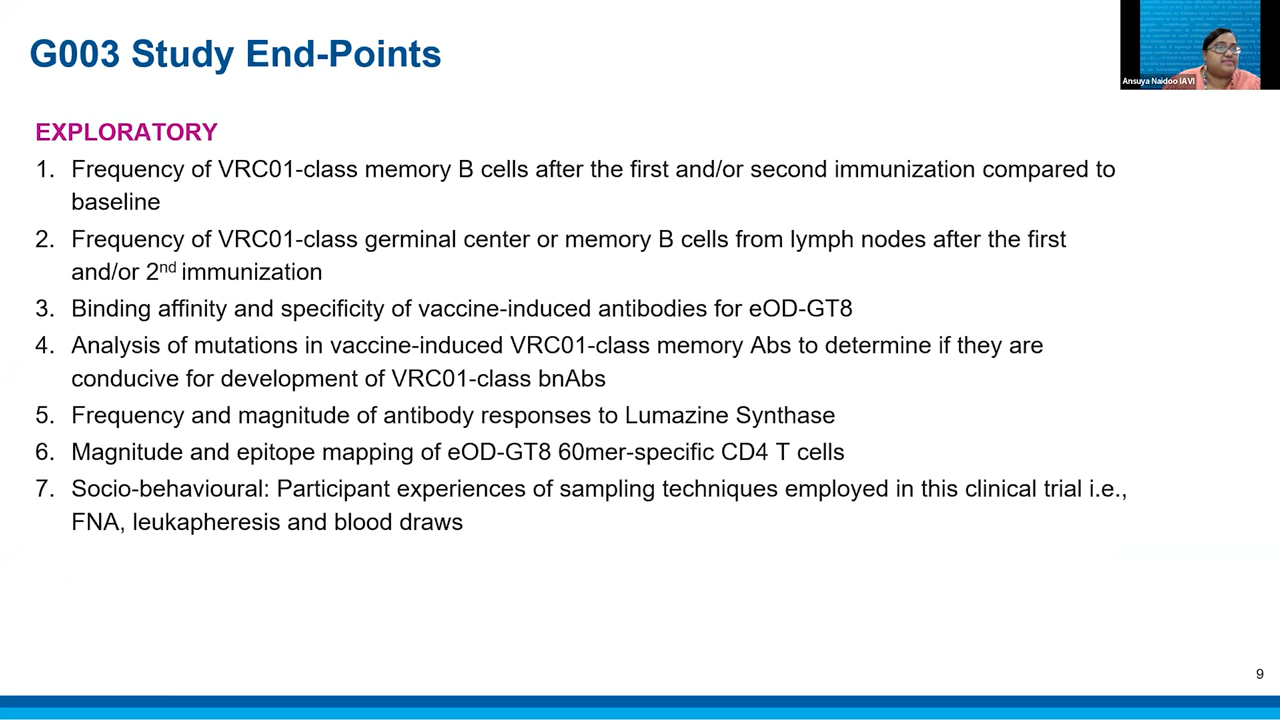 G003 Study End-Points
Ansuya Naidoo IAVI
EXPLORATORY
1. Frequency of VRC01-class memory B cells after the first and/or second immunization compared to
baseline
2. Frequency of VRC01-class germinal center or memory B cells from lymph nodes after the first
and/or 2nd immunization
3. Binding affinity and specificity of vaccine-induced antibodies for eOD-GT8
4. Analysis of mutations in vaccine-induced VRC01-class memory Abs to determine if they are
conducive for development of VRC01-class bnAbs
5. Frequency and magnitude of antibody responses to Lumazine Synthase
6. Magnitude and epitope mapping of eOD-GT8 60mer-specific CD4 T cells
7. Socio-behavioural: Participant experiences of sampling techniques employed in this clinical trial i.e.,
FNA, leukapheresis and blood draws
9